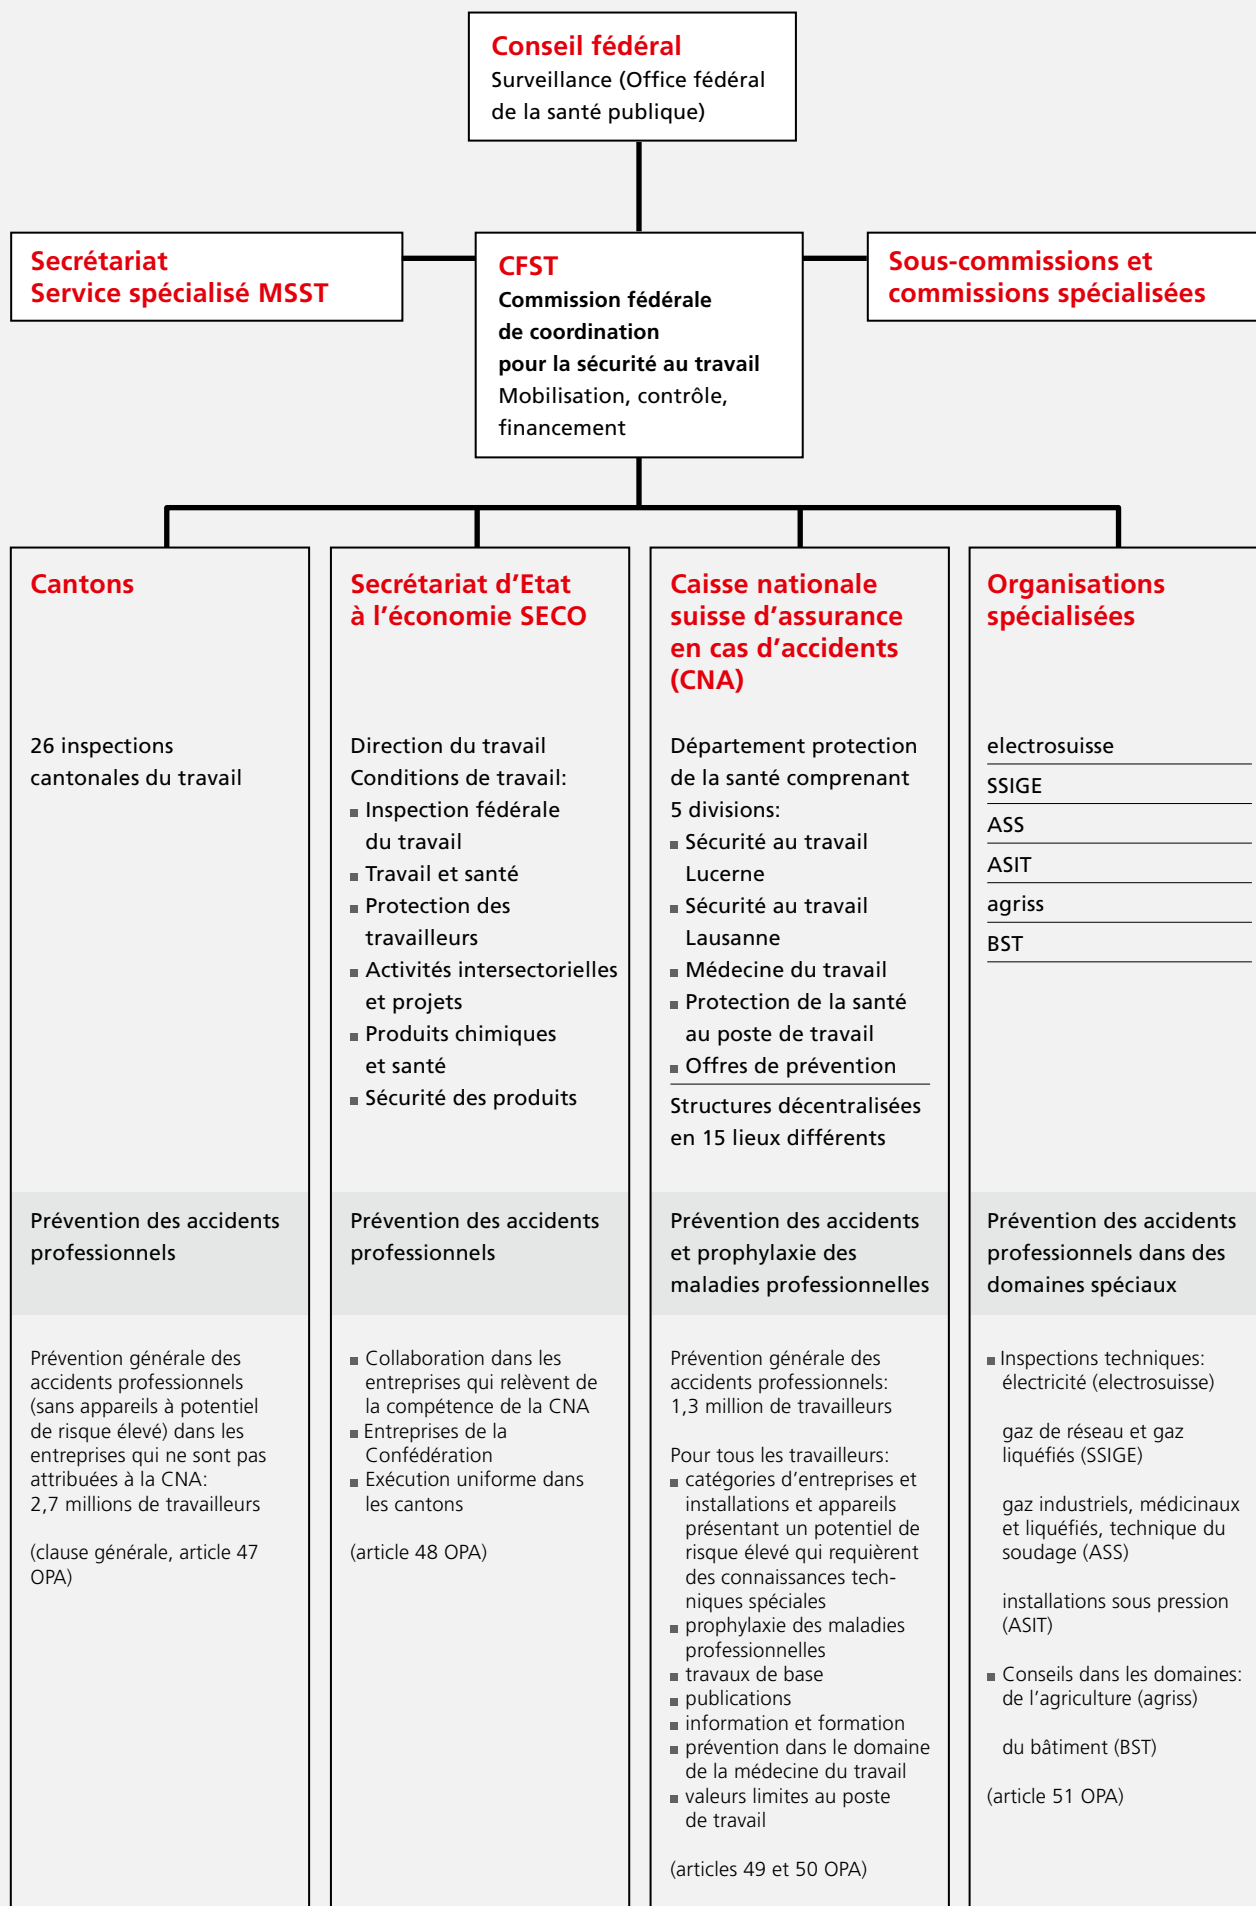 Conseil fédéral
Surveillance (Office fédéral
de la santé publique)
Secrétariat
Service spécialisé MSST
CFST
Commission fédérale
de coordination
pour la sécurité au travail
Mobilisation, contrôle,
financement
Sous-commissions et
commissions spécialisées
Cantons
26 inspections
cantonales du travail
Prévention des accidents
professionnels
Prévention générale des
accidents professionnels
(sans appareils à potentiel
de risque élevé) dans les
entreprises qui ne sont pas
attribuées à la CNA:
2,7 millions de travailleurs
(clause générale, article 47
OPA)
Secrétariat d'Etat
à l'économie SECO
Direction du travail
Conditions de travail:
■ Inspection fédérale
du travail
■ Travail et santé
■ Protection des
travailleurs
■ Activités intersectorielles
et projets
■ Produits chimiques
et santé
■ Sécurité des produits
Prévention des accidents
professionnels
■ Collaboration dans les
entreprises qui relèvent de
la compétence de la CNA
■ Entreprises de la
Confédération
■ Exécution uniforme dans
les cantons
(article 48 OPA)
Caisse nationale
suisse d'assurance
en cas d'accidents
(CNA)
Département protection
de la santé comprenant
5 divisions:
■ Sécurité au travail
Lucerne
■ Sécurité au travail
Lausanne
■ Médecine du travail
■ Protection de la santé
au poste de travail
■ Offres de prévention
Structures décentralisées
en 15 lieux différents
Prévention des accidents
et prophylaxie des
maladies professionnelles
Prévention générale des
accidents professionnels:
1,3 million de travailleurs
Pour tous les travailleurs:
■ catégories d'entreprises et
installations et appareils
présentant un potentiel de
risque élevé qui requièrent
des connaissances tech-
niques spéciales
■ prophylaxie des maladies
professionnelles
■ travaux de base
■ publications
■ information et formation
■ prévention dans le domaine
de la médecine du travail
■ valeurs limites au poste
de travail
(articles 49 et 50 OPA)
Organisations
spécialisées
electrosuisse
SSIGE
ASS
ASIT
agriss
BST
Prévention des accidents
professionnels dans des
domaines spéciaux
■ Inspections techniques:
électricité (electrosuisse)
gaz de réseau et gaz
liquéfiés (SSIGE)
gaz industriels, médicinaux
et liquéfiés, technique du
soudage (ASS)
installations sous pression
(ASIT)
■ Conseils dans les domaines:
de l'agriculture (agriss)
du bâtiment (BST)
(article 51 OPA)